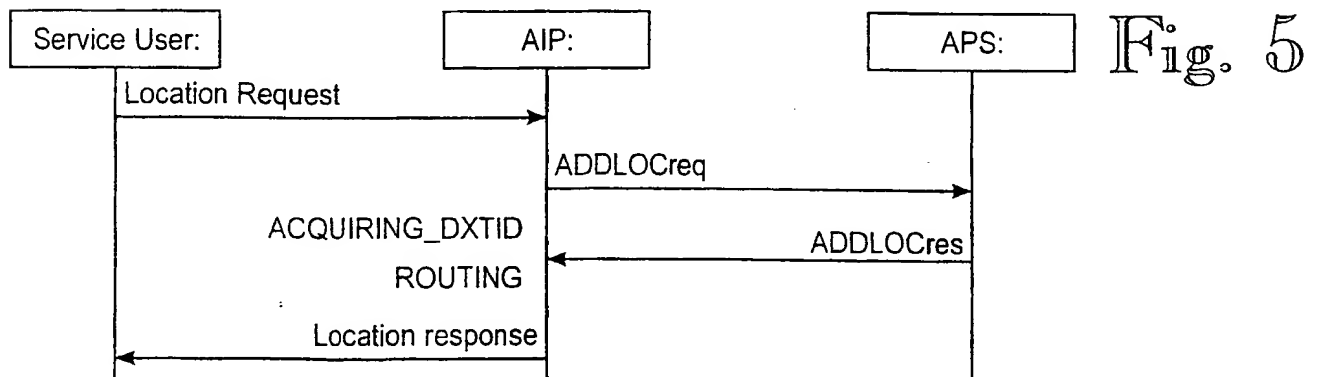 Service User:
AIP:
APS:
Fig. 5
Location Request
ADDLOCreq
ACQUIRING_DXTID
ADDLOCres
ROUTING
Location response